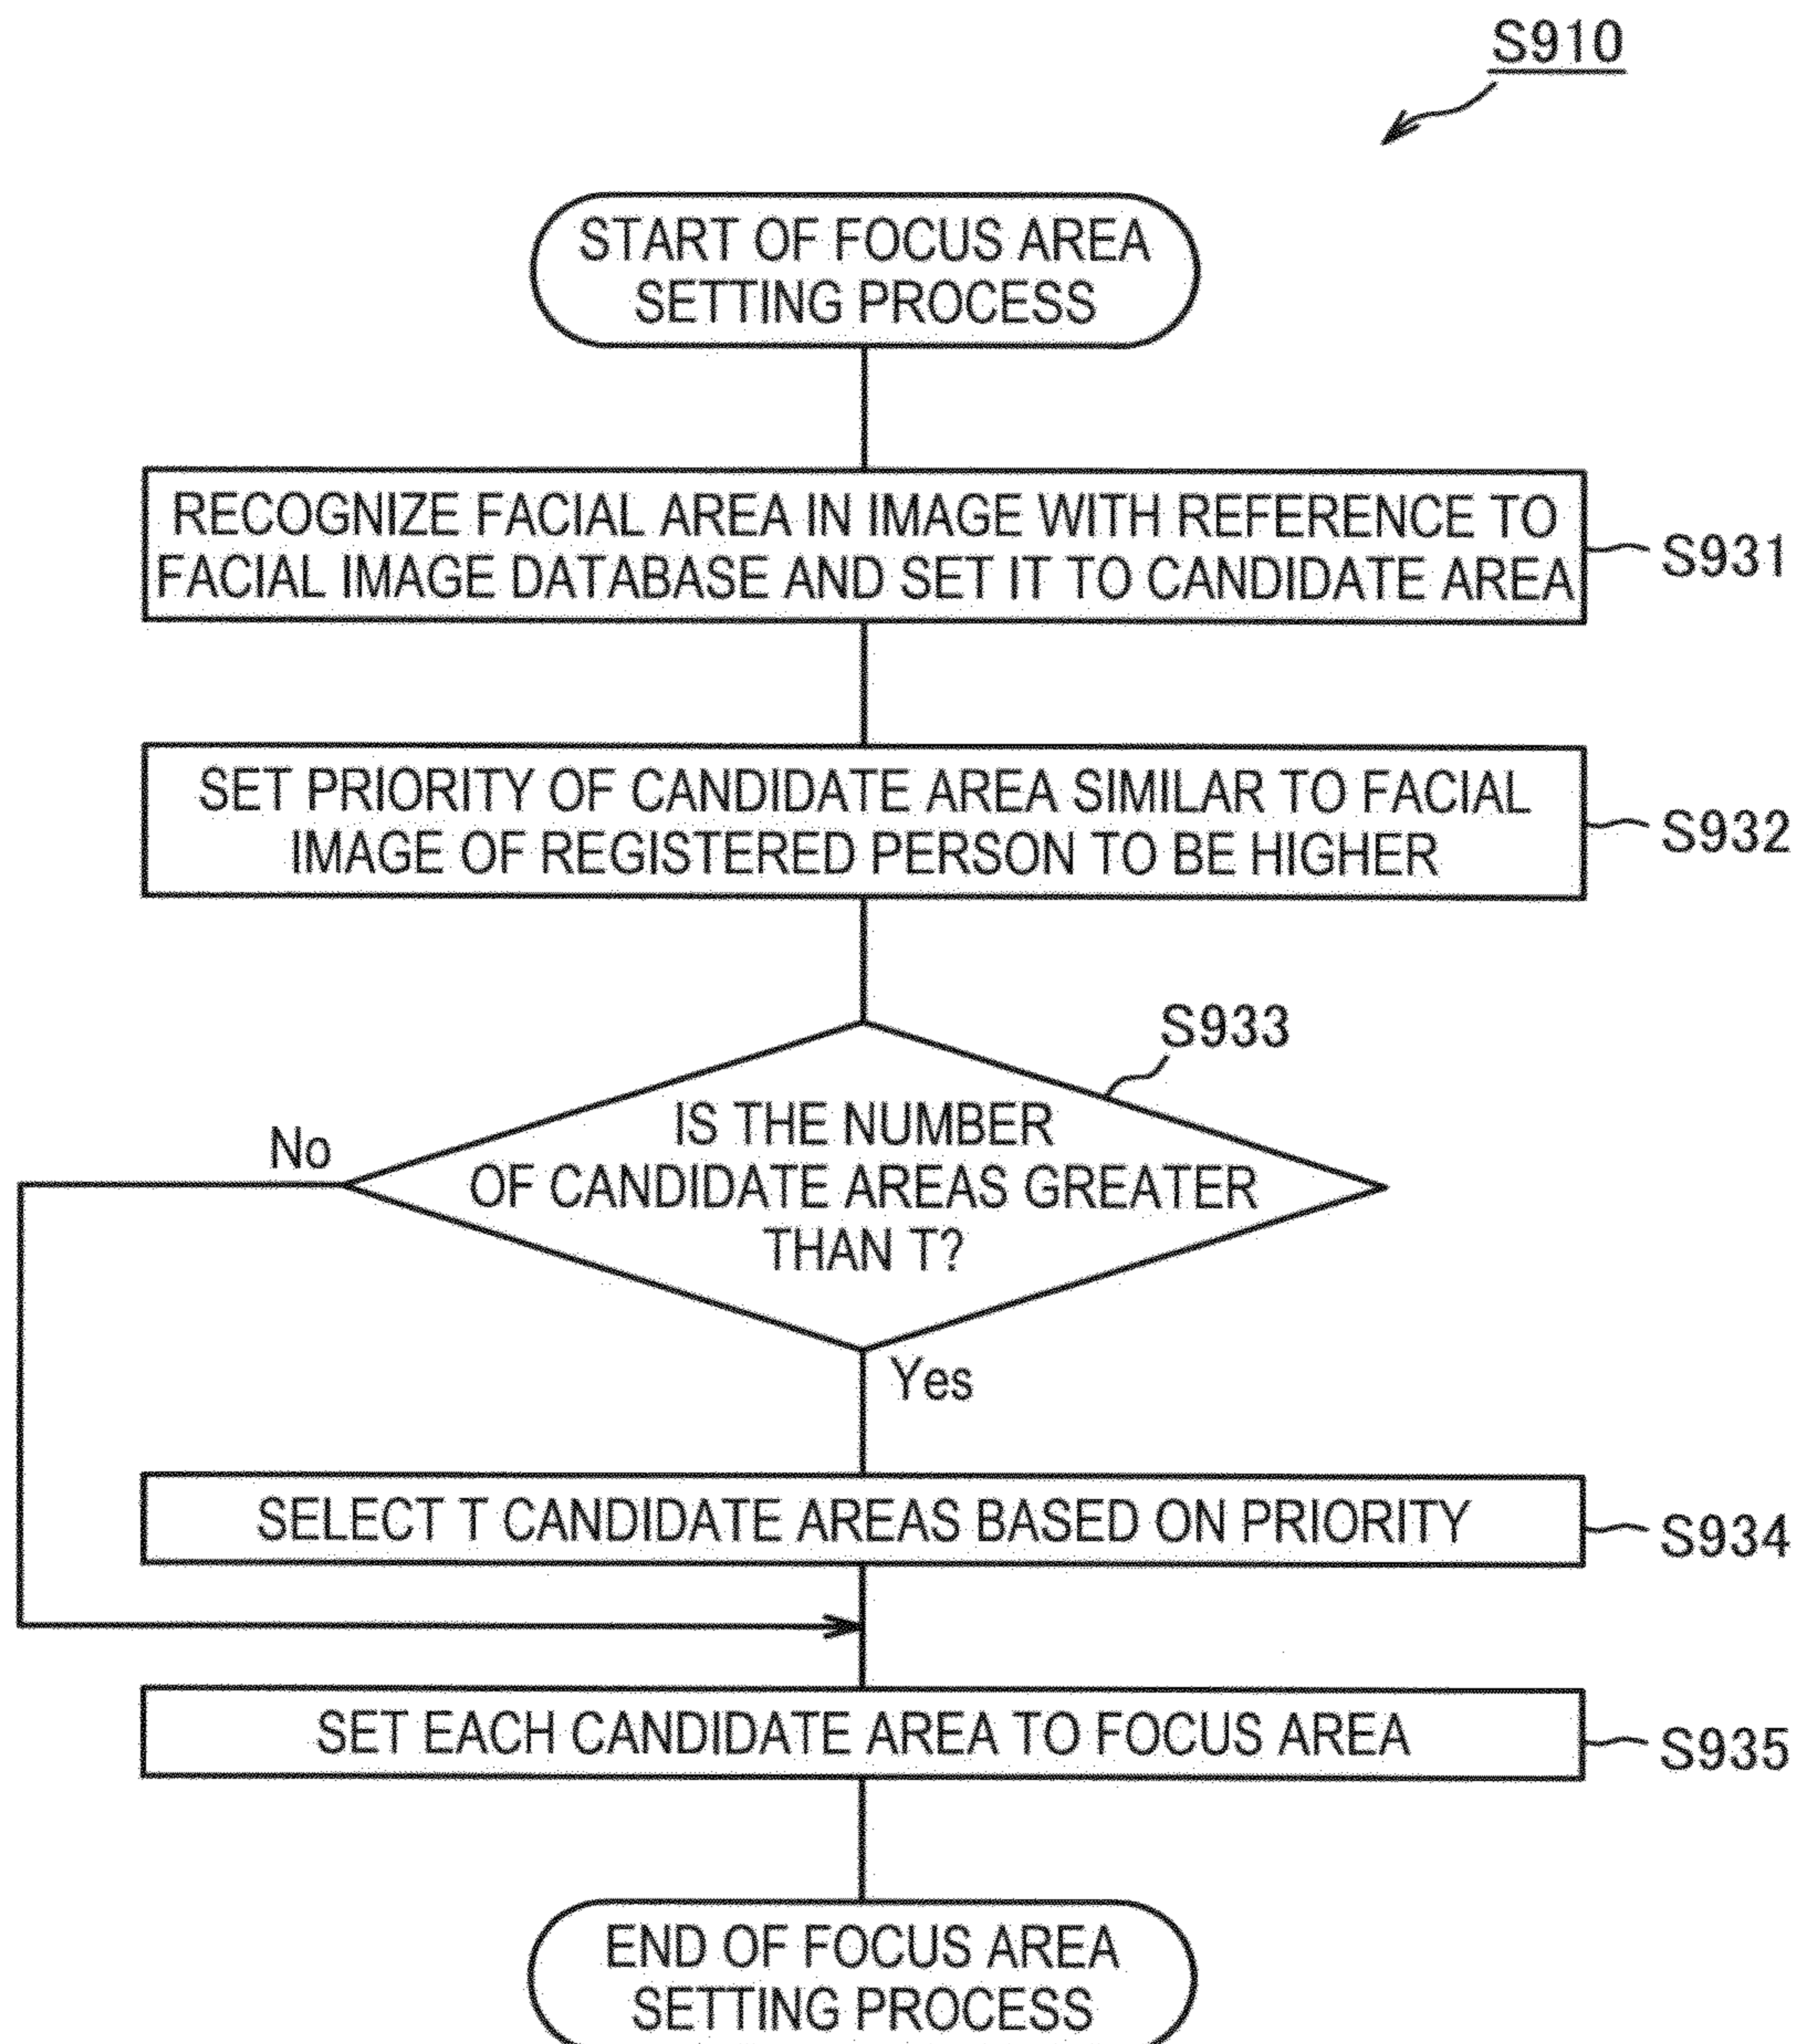 S910
START OF FOCUS AREA
SETTING PROCESS
RECOGNIZE FACIAL AREA IN IMAGE WITH REFERENCE TO
FACIAL IMAGE DATABASE AND SET IT TO CANDIDATE AREA
S931
SET PRIORITY OF CANDIDATE AREA SIMILAR TO FACIAL
IMAGE OF REGISTERED PERSON TO BE HIGHER
S932
S933
IS THE NUMBER
OF CANDIDATE AREAS GREATER
THAN T?
No
Yes
SELECT T CANDIDATE AREAS BASED ON PRIORITY
S934
SET EACH CANDIDATE AREA TO FOCUS AREA
S935
END OF FOCUS AREA
SETTING PROCESS